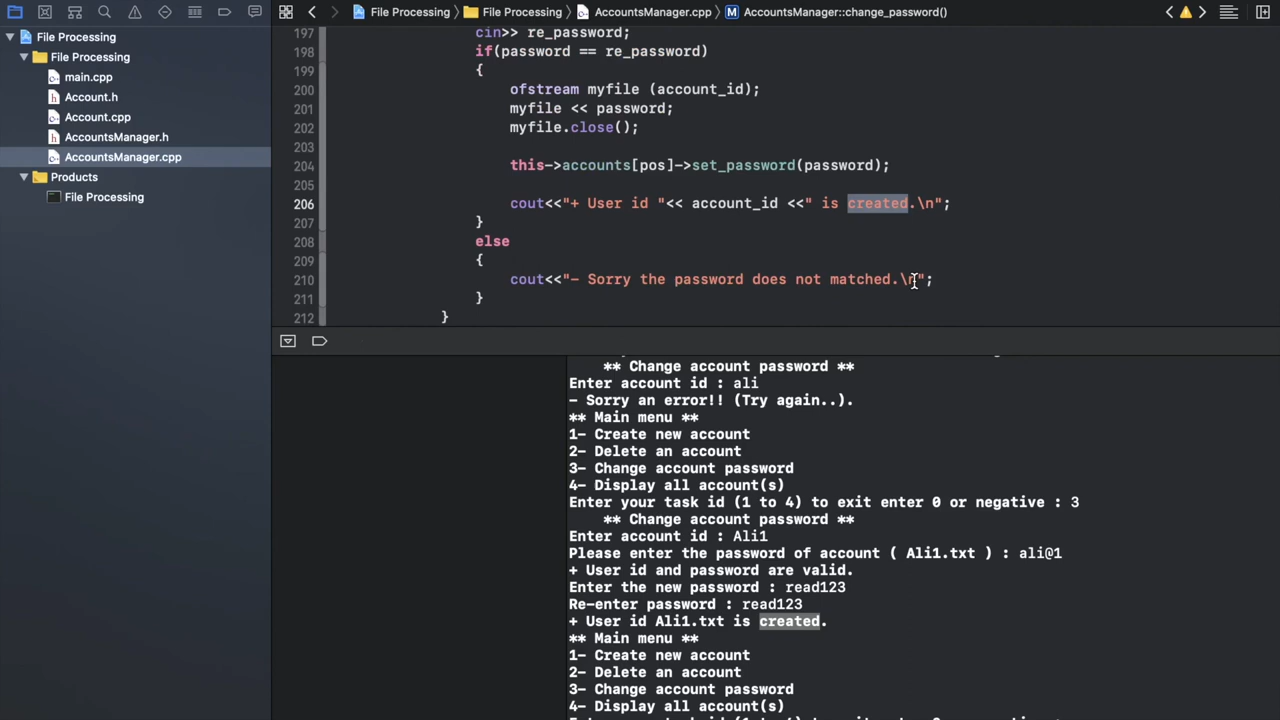 File Processing
File Processing
main.cpp
Account.h
Account.cpp
AccountsManager.h
AccountsManager.cpp
Products
File Processing
File Processing
File Processing
AccountsManager.cpp
M AccountsManager::change_password()
197 cin>> re_password;
198 if(password == re_password)
199 {
200 ofstream myfile (account_id);
201 myfile << password;
202 myfile.close();
203
204 this->accounts[pos]->set_password(password);
205
206 cout<<"+ User id "<< account_id <<" is created.\n";
207 }
208 else
209 {
210 cout<<"- Sorry the password does not matched.\n";
211 }
212 }
** Change account password **
Enter account id : ali
- Sorry an error!! (Try again..).
** Main menu **
1- Create new account
2- Delete an account
3- Change account password
4- Display all account(s)
Enter your task id (1 to 4) to exit enter 0 or negative : 3
** Change account password **
Enter account id : Ali1
Please enter the password of account ( Ali1.txt ) : ali@1
+ User id and password are valid.
Enter the new password : read123
Re-enter password : read123
+ User id Ali1.txt is created.
** Main menu **
1- Create new account
2- Delete an account
3- Change account password
4- Display all account(s)